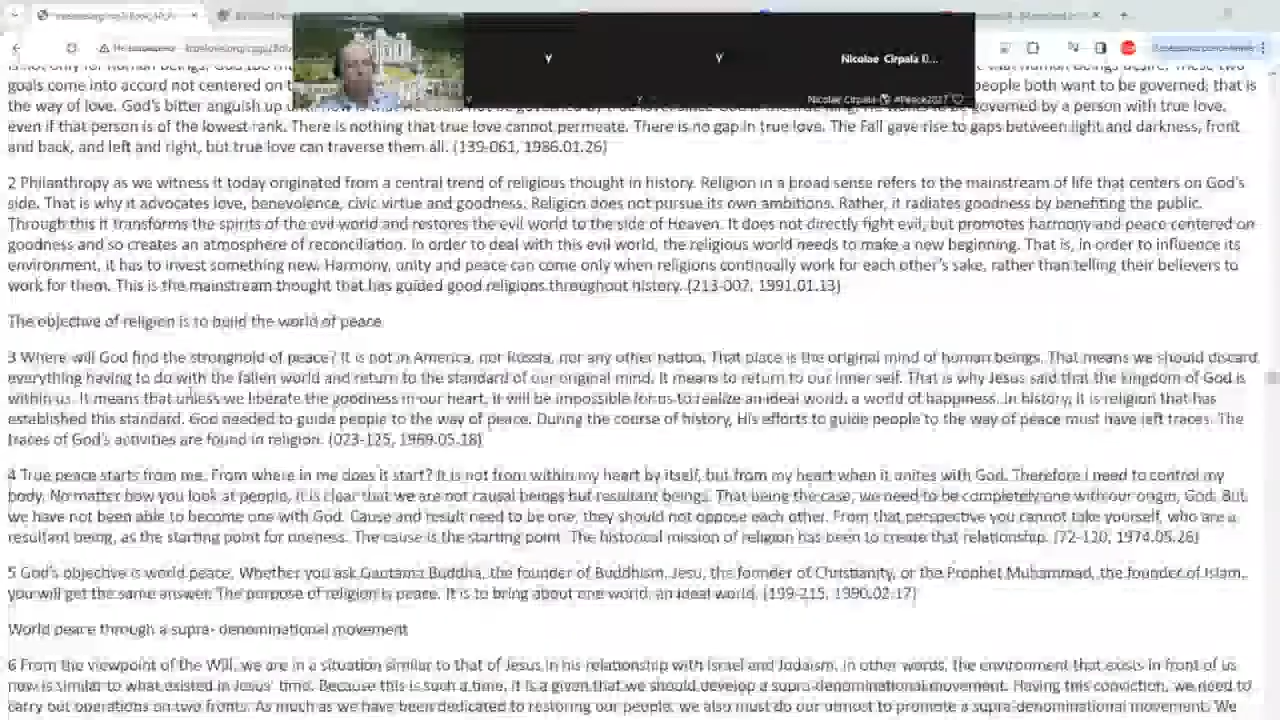 Не защищено
Nicolae Cirpala D...
Nicolae Cirpala #Peace2027
goals come into accord not centered on people both want to be governed; that is
the way of love. God's bitter anguish governed by a person with true love,
even if that person is of the lowest rank. There is nothing that true love cannot permeate. There is no gap in true love. The Fall gave rise to gaps between light and darkness, front
and back, and left and right, but true love can traverse them all. (139-061, 1986.01.26)
2 Philanthropy as we witness it today originated from a central trend of religious thought in history. Religion in a broad sense refers to the mainstream of life that centers on God's
side. That is why it advocates love, benevolence, civic virtue and goodness. Religion does not pursue its own ambitions. Rather, it radiates goodness by benefiting the public.
Through this it transforms the spirits of the evil world and restores the evil world to the side of Heaven. It does not directly fight evil, but promotes harmony and peace centered on
goodness and so creates an atmosphere of reconciliation. In order to deal with this evil world, the religious world needs to make a new beginning. That is, in order to influence its
environment, it has to invest something new. Harmony, unity and peace can come only when religions continually work for each other's sake, rather than telling their believers to
work for them. This is the mainstream thought that has guided good religions throughout history. (213-007, 1991.01.13)
The objective of religion is to build the world of peace
3 Where will God find the stronghold of peace? It is not in America, nor Russia, nor any other nation. That place is the original mind of human beings. That means we should discard
everything having to do with the fallen world and return to the standard of our original mind. It means to return to our inner self. That is why Jesus said that the kingdom of God is
within us. It means that unless we liberate the goodness in our heart, it will be impossible for us to realize an ideal world, a world of happiness. In history, it is religion that has
established this standard. God needed to guide people to the way of peace. During the course of history, His efforts to guide people to the way of peace must have left traces. The
traces of God's activities are found in religion. (023-125, 1969.05.18)
4 True peace starts from me. From where in me does it start? It is not from within my heart by itself, but from my heart when it unites with God. Therefore I need to control my
body. No matter how you look at people, it is clear that we are not causal beings but resultant beings. That being the case, we need to be completely one with our origin, God. But,
we have not been able to become one with God. Cause and result need to be one; they should not oppose each other. From that perspective you cannot take yourself, who are a
resultant being, as the starting point for oneness. The cause is the starting point. The historical mission of religion has been to create that relationship. (72-120, 1974.05.26)
5 God's objective is world peace. Whether you ask Gautama Buddha, the founder of Buddhism, Jesu, the founder of Christianity, or the Prophet Muhammad, the founder of Islam,
you will get the same answer. The purpose of religion is peace. It is to bring about one world, an ideal world. (199-215, 1990.02.17)
World peace through a supra- denominational movement
6 From the viewpoint of the Will, we are in a situation similar to that of Jesus in his relationship with Israel and Judaism. In other words, the environment that exists in front of us
now is similar to what existed in Jesus' time. Because this is such a time, it is a given that we should develop a supra-denominational movement. Having this conviction, we need to
carry out operations on two fronts. As much as we have been dedicated to restoring our people, we also must do our utmost to promote a supra-denominational movement. We